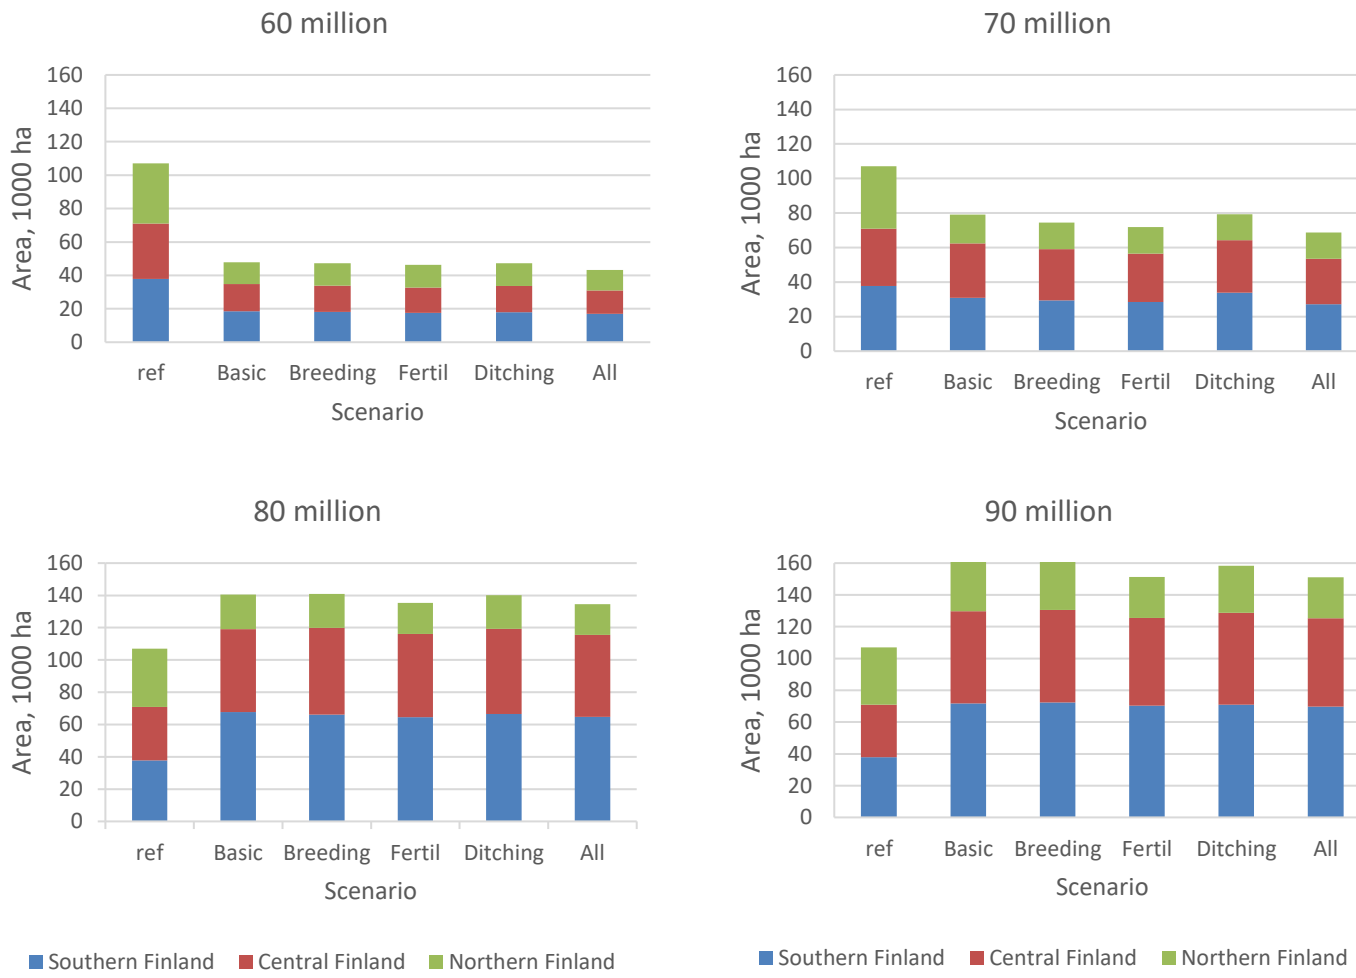 60 million
160
140
120
100
80
60
40
20
0
Area, 1000 ha
ref Basic Breeding Fertil Ditching All
Scenario
70 million
160
140
120
100
80
60
40
20
0
Area, 1000 ha
ref Basic Breeding Fertil Ditching All
Scenario
80 million
160
140
120
100
80
60
40
20
0
Area, 1000 ha
ref Basic Breeding Fertil Ditching All
Scenario
Southern Finland Central Finland Northern Finland
90 million
160
140
120
100
80
60
40
20
0
Area, 1000 ha
ref Basic Breeding Fertil Ditching All
Scenario
Southern Finland Central Finland Northern Finland